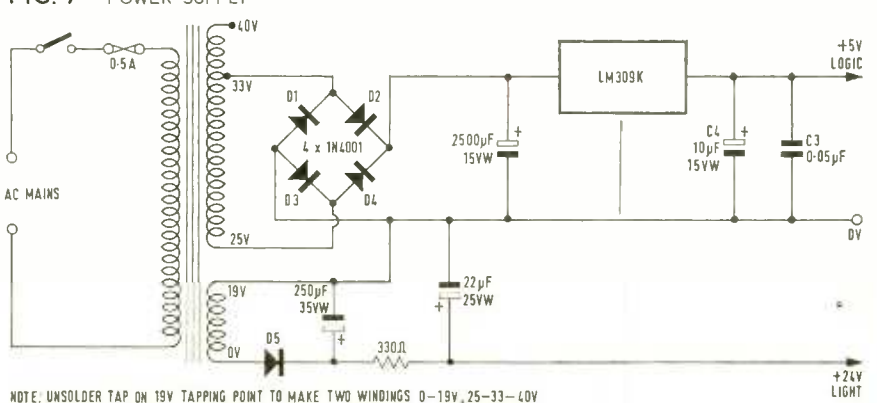 FIG. 7 POWER SUPPLY
40V
0·5A
33V
D1
D2
4 x 1N4001
D3
D4
AC MAINS
25V
LM309K
2500µF
15VW
+
C4
10µF
15VW
+
C3
0·05µF
+5V
LOGIC
0V
19V
250µF
35VW
+
22µF
25VW
+
0V
D5
330Ω
+24V
LIGHT
NOTE: UNSOLDER TAP ON 19V TAPPING POINT TO MAKE TWO WINDINGS 0-19V, 25-33-40V